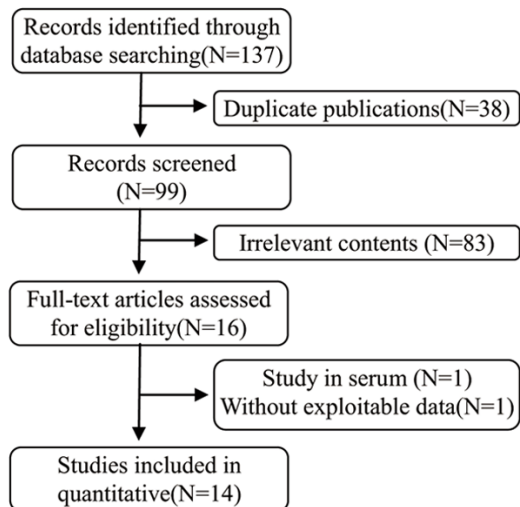 Records identified through
database searching(N=137)
Duplicate publications(N=38)
Records screened
(N=99)
Irrelevant contents (N=83)
Full-text articles assessed
for eligibility(N=16)
Study in serum (N=1)
Without exploitable data(N=1)
Studies included in
quantitative(N=14)